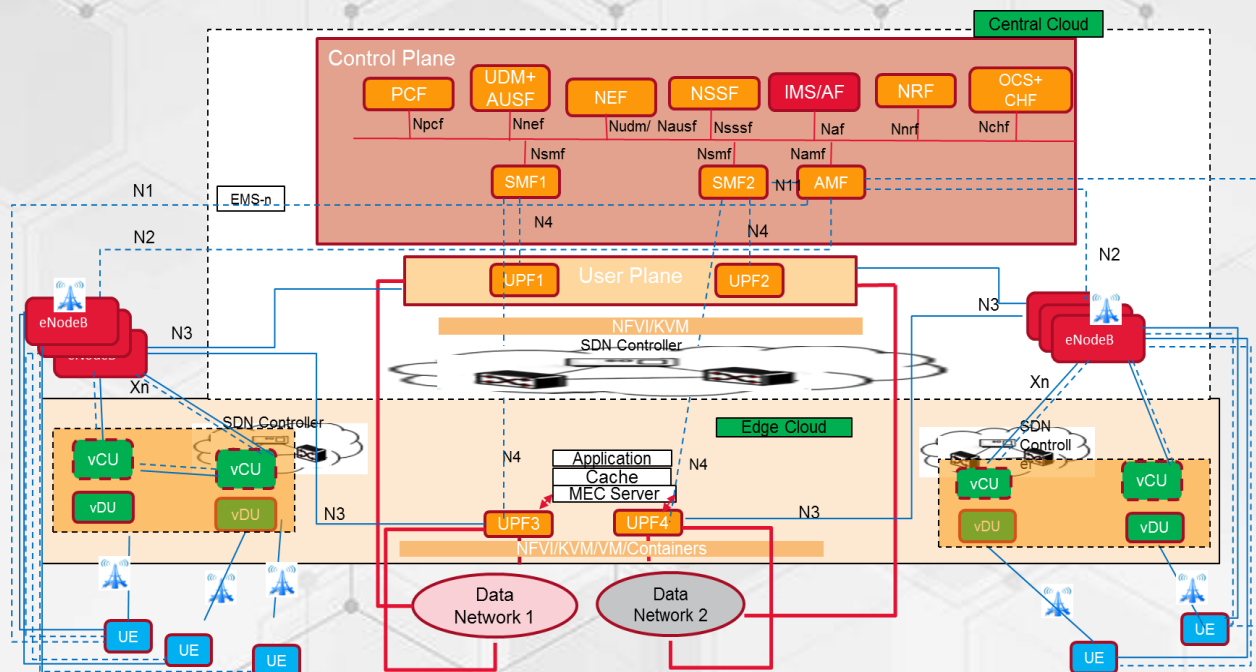 Central Cloud
Control Plane
PCF
UDM+
AUSF
NEF
NSSF
IMS/AF
NRF
OCS+
CHF
Npcf
Nnef
Nudm/ Nausf
Nsssf
Naf
Nnrf
Nchf
Nsmf
Nsmf
Namf
SMF1
SMF2
N11
AMF
N1
EMS-n
N4
N4
N2
N2
UPF1
User Plane
UPF2
eNodeB
eNodeB
N3
N3
eNodeB
NFVI/KVM
SDN Controller
Xn
Xn
SDN Controller
Edge Cloud
SDN
Controll
er
vCU
vCU
vDU
vDU
N4
Application
Cache
MEC Server
N4
vCU
vCU
vDU
vDU
N3
UPF3
UPF4
N3
NFVI/KVM/VM/Containers
Data
Network 1
Data
Network 2
UE
UE
UE
UE
UE